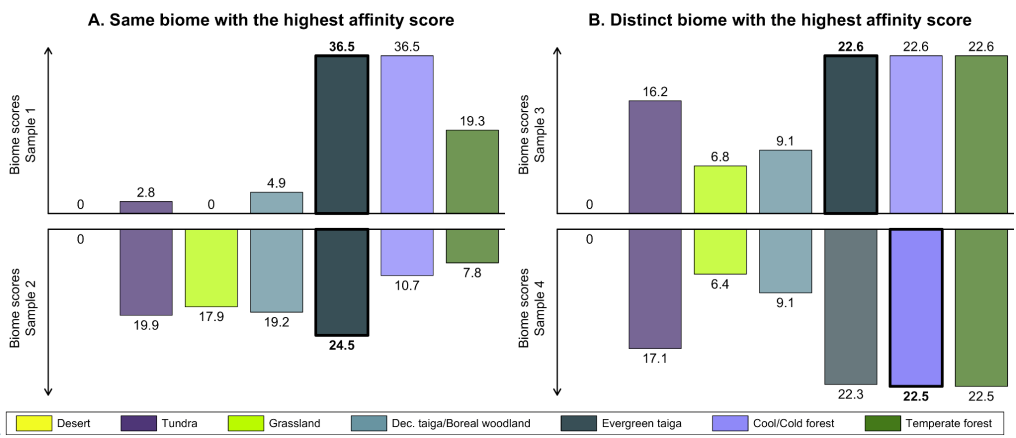 A. Same biome with the highest affinity score
B. Distinct biome with the highest affinity score
Biome scores
Sample 1
0
2.8
0
4.9
36.5
36.5
19.3
Biome scores
Sample 2
0
19.9
17.9
19.2
24.5
10.7
7.8
Biome scores
Sample 3
0
16.2
6.8
9.1
22.6
22.6
22.6
Biome scores
Sample 4
0
17.1
6.4
9.1
22.3
22.5
22.5
Desert
Tundra
Grassland
Dec. taiga/Boreal woodland
Evergreen taiga
Cool/Cold forest
Temperate forest